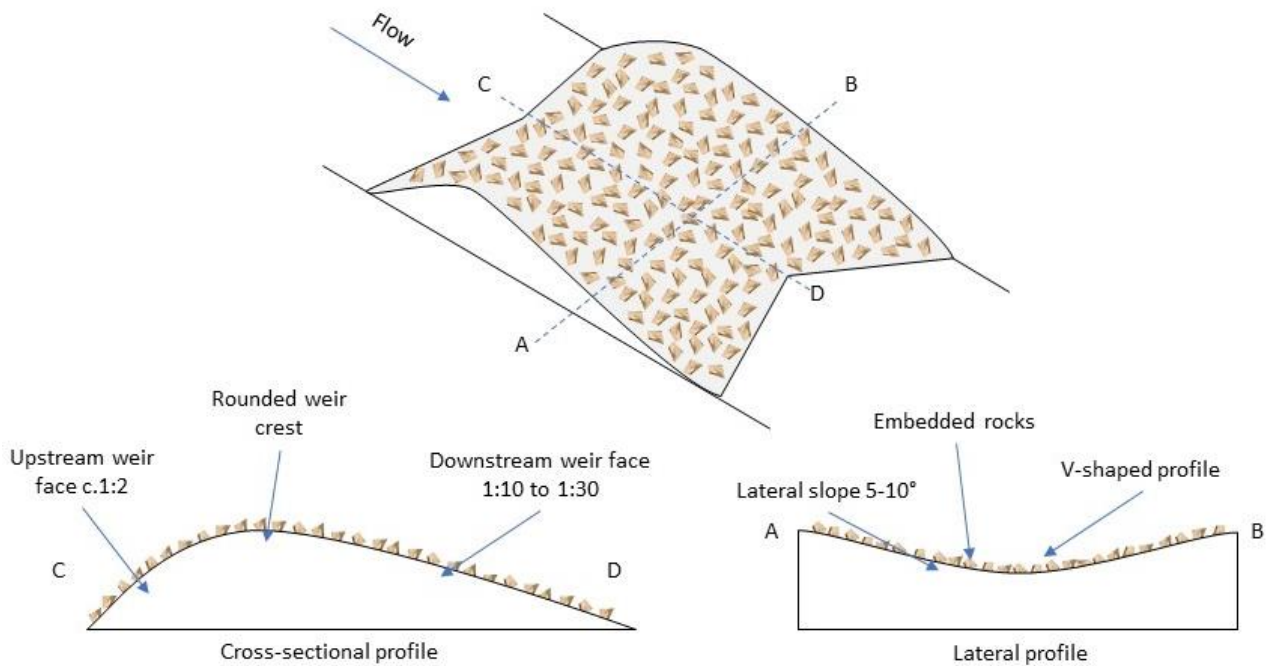 Flow
C
B
A
D
Rounded weir
crest
Upstream weir
face c.1:2
Downstream weir face
1:10 to 1:30
C
D
Cross-sectional profile
Embedded rocks
V-shaped profile
Lateral slope 5-10°
A
B
Lateral profile